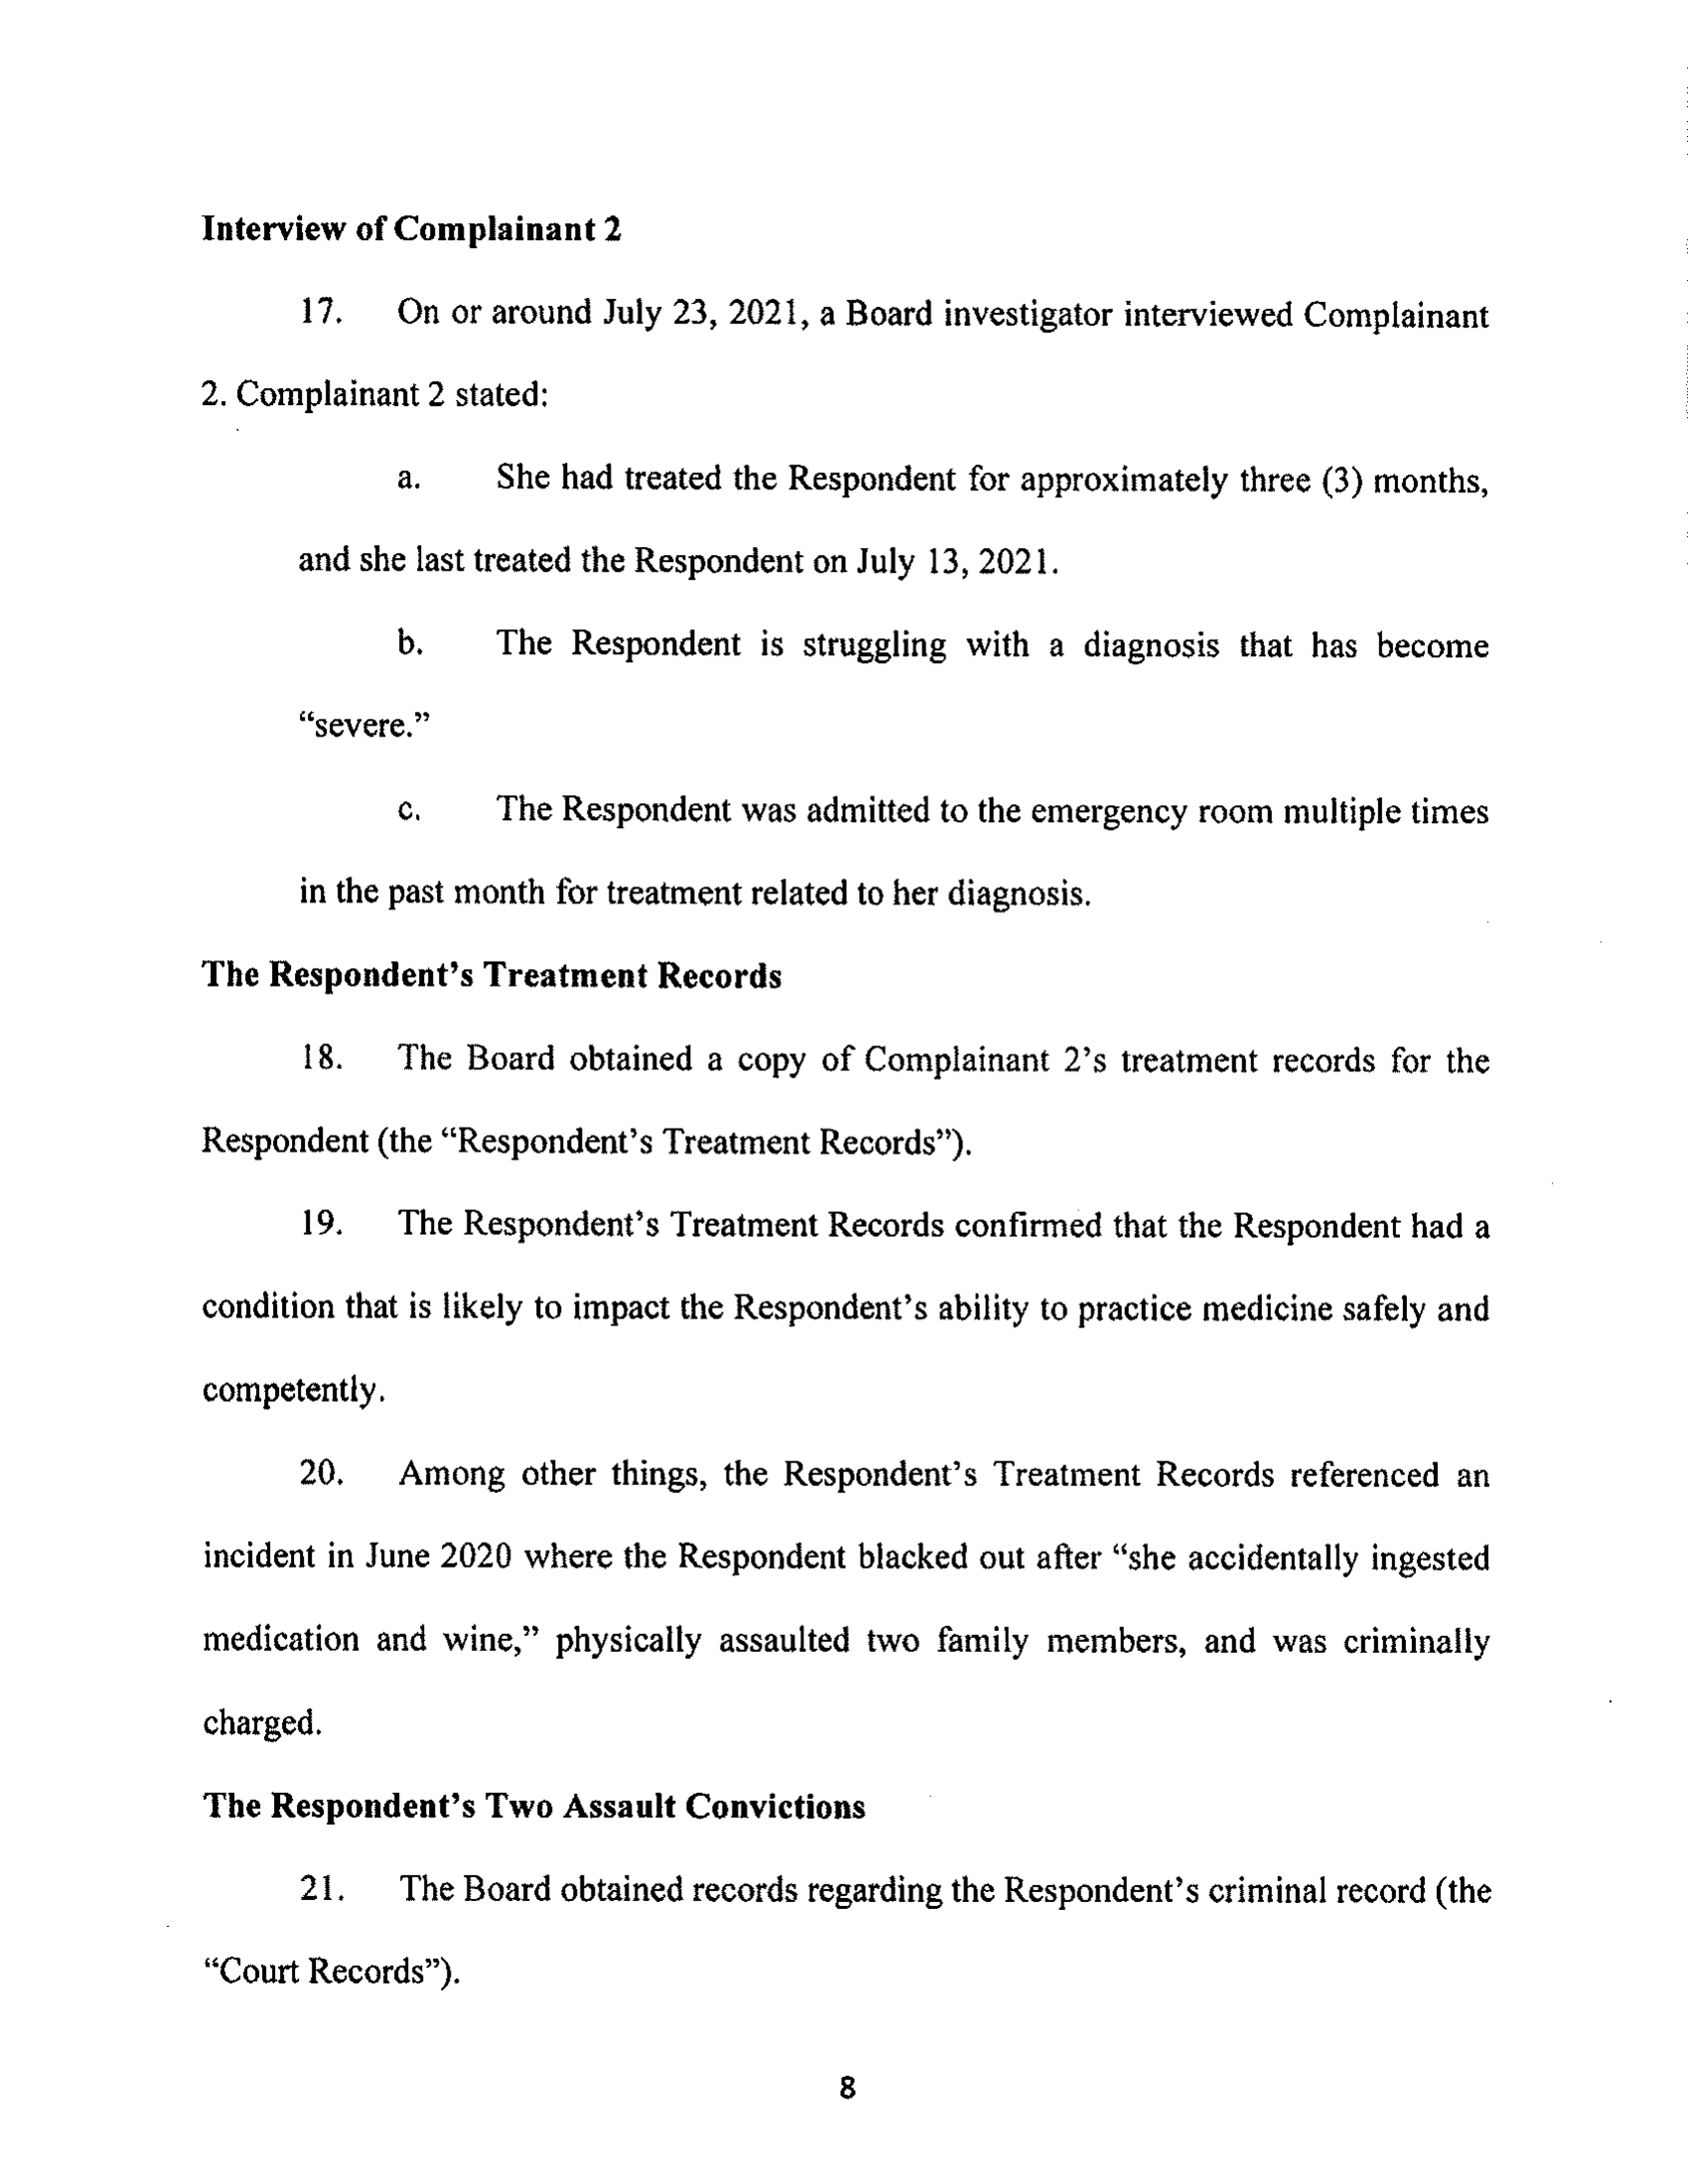 Interview of Complainant 2
17. On or around July 23, 2021, a Board investigator interviewed Complainant
2. Complainant 2 stated:
a. She had treated the Respondent for approximately three (3) months,
and she last treated the Respondent on July 13, 2021.
b. The Respondent is struggling with a diagnosis that has become
“severe.”
c. The Respondent was admitted to the emergency room multiple times
in the past month for treatment related to her diagnosis.
The Respondent’s Treatment Records
18. The Board obtained a copy of Complainant 2’s treatment records for the
Respondent (the “Respondent’s Treatment Records”).
19. The Respondent’s Treatment Records confirmed that the Respondent had a
condition that is likely to impact the Respondent’s ability to practice medicine safely and
competently.
20. Among other things, the Respondent’s Treatment Records referenced an
incident in June 2020 where the Respondent blacked out after “she accidentally ingested
medication and wine,” physically assaulted two family members, and was criminally
charged.
The Respondent’s Two Assault Convictions
21. The Board obtained records regarding the Respondent’s criminal record (the
“Court Records”).
8